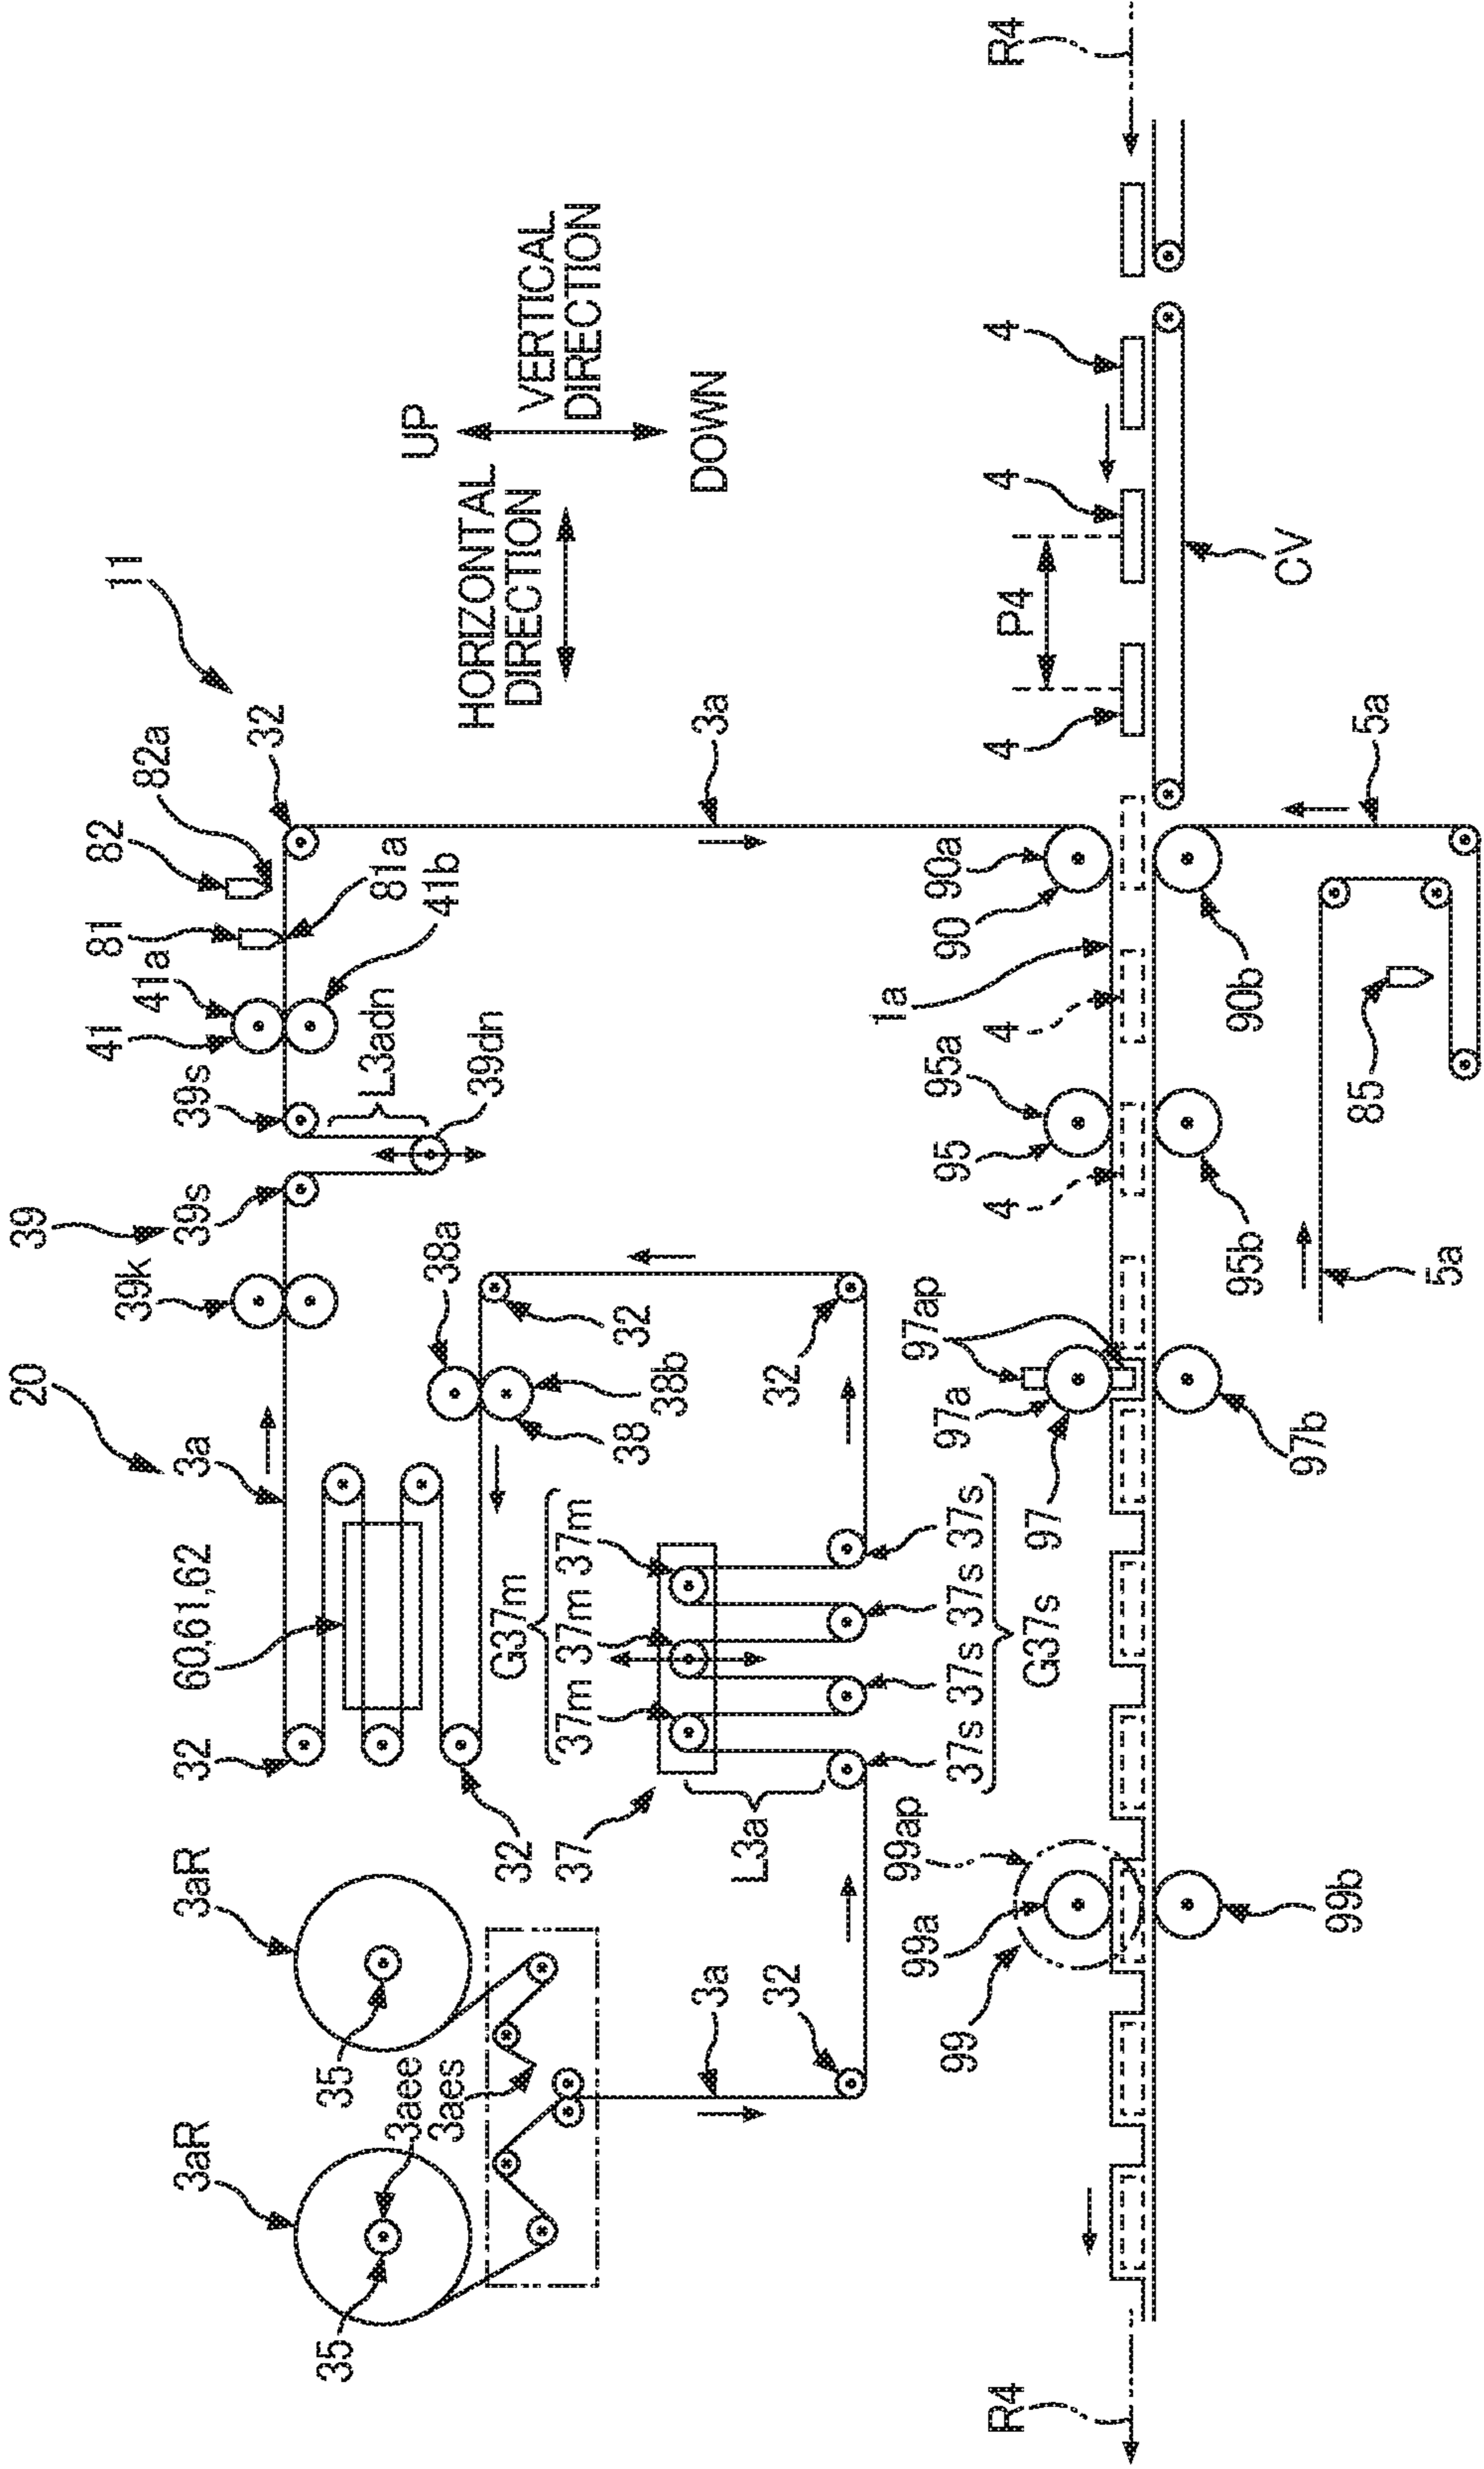 11
20
39
41
41a
81
82
82a
32
39k
39s
39s
3a
60,61,62
32
3aR
3aR
81a
41b
L3adn
39dn
35
35
3aee
3aes
38a
32
38b
38
32
37
G37m
37m 37m 37m
L3a
37s 37s 37s 37s
G37s
32
3a
32
UP
VERTICAL
DIRECTION
HORIZONTAL
DIRECTION
DOWN
3a
R4
4
4
P4
4
CV
90a
90
1a
4
95a
95
4
97ap
97a
97
99ap
99a
99
R4
5a
90b
85
95b
5a
97b
99b